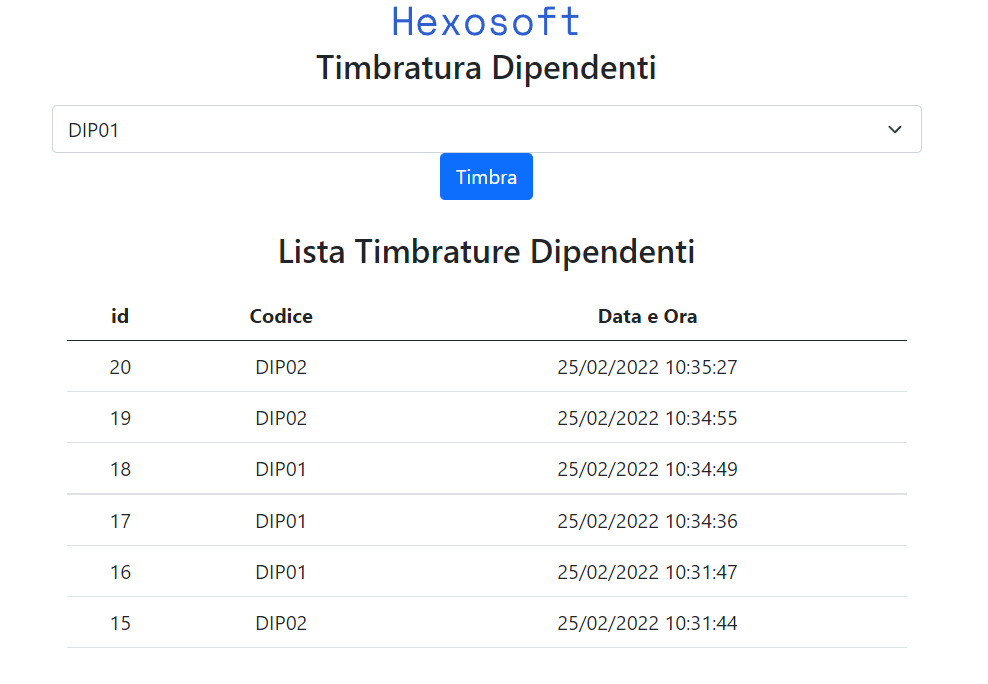 Hexosoft
Timbratura Dipendenti
DIP01
Timbra
Lista Timbrature Dipendenti
id Codice Data e Ora
20 DIP02 25/02/2022 10:35:27
19 DIP02 25/02/2022 10:34:55
18 DIP01 25/02/2022 10:34:49
17 DIP01 25/02/2022 10:34:36
16 DIP01 25/02/2022 10:31:47
15 DIP02 25/02/2022 10:31:44